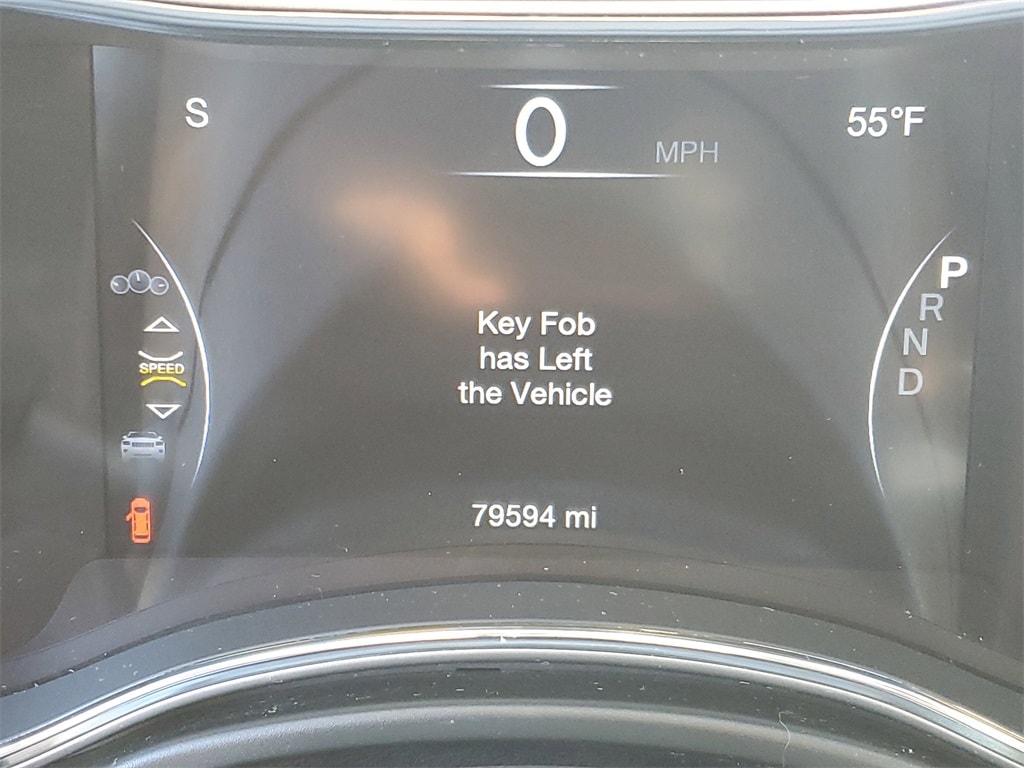 S
0
MPH
55°F
P
R
N
D
SPEED
Key Fob
has Left
the Vehicle
79594 mi